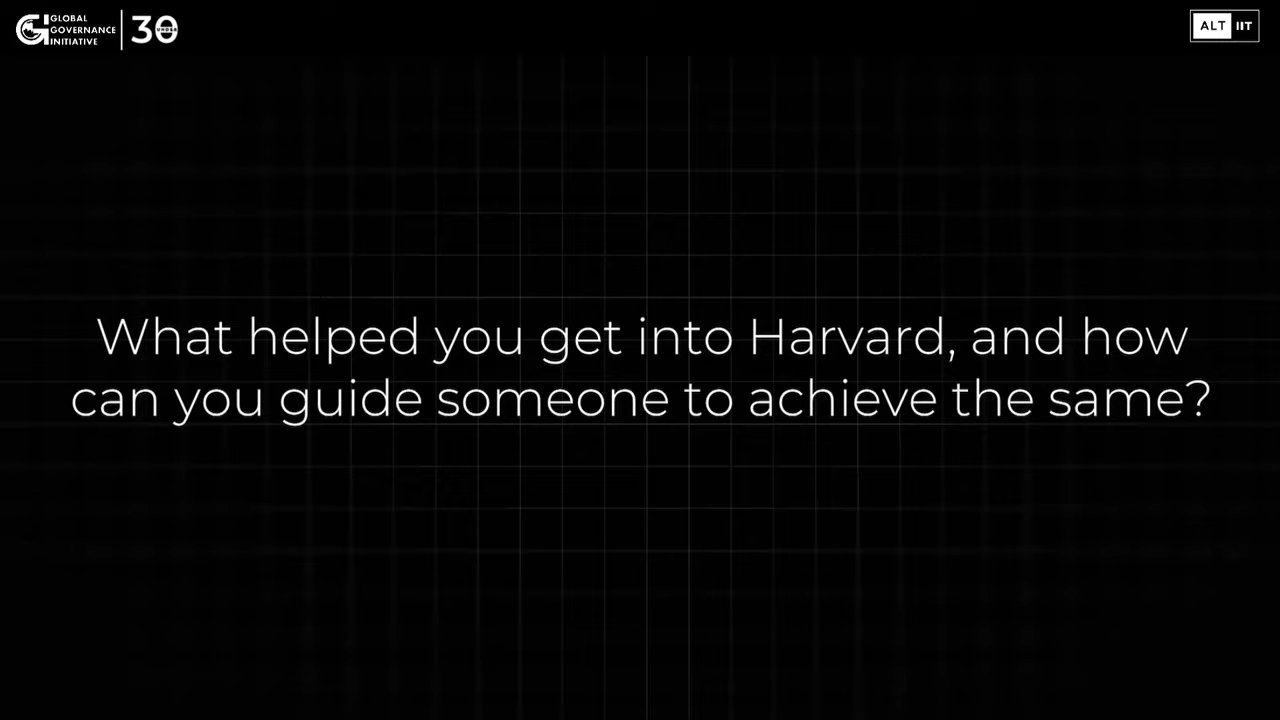 GLOBAL
GOVERNANCE
INITIATIVE
30
UNDER
ALT IIT
What helped you get into Harvard, and how
can you guide someone to achieve the same?